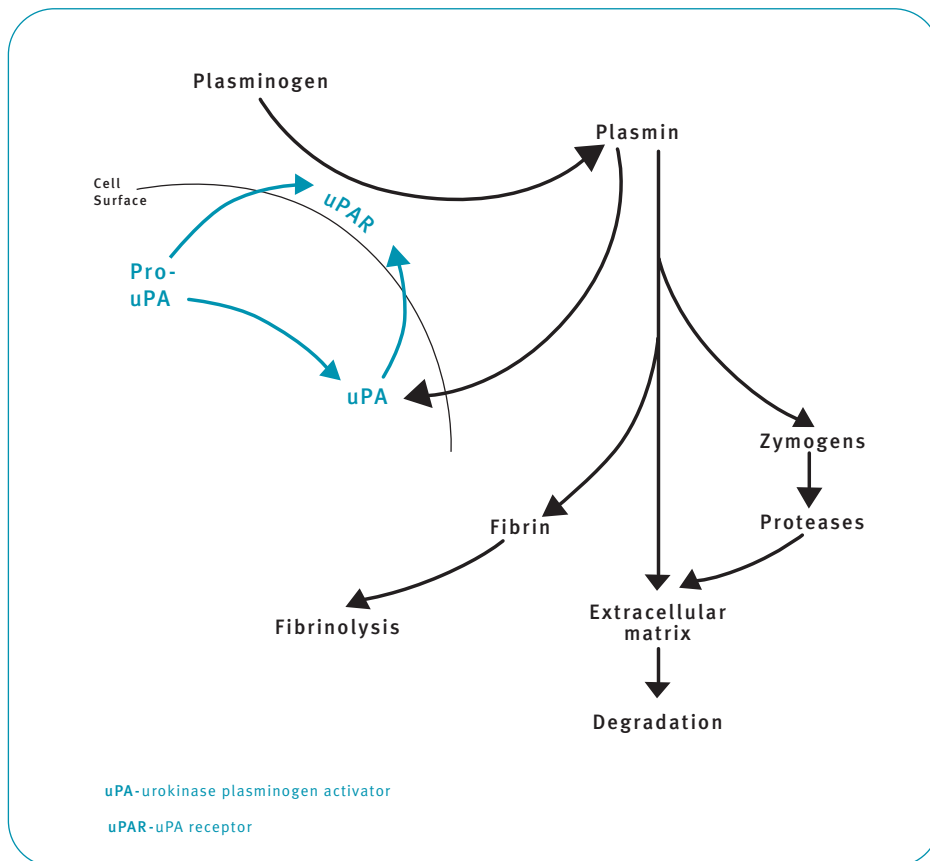 Plasminogen
Plasmin
Cell
Surface
uPAR
Pro-
uPA
uPA
Zymogens
Proteases
Fibrin
Extracellular
matrix
Fibrinolysis
Degradation
uPA-urokinase plasminogen activator
uPAR-uPA receptor